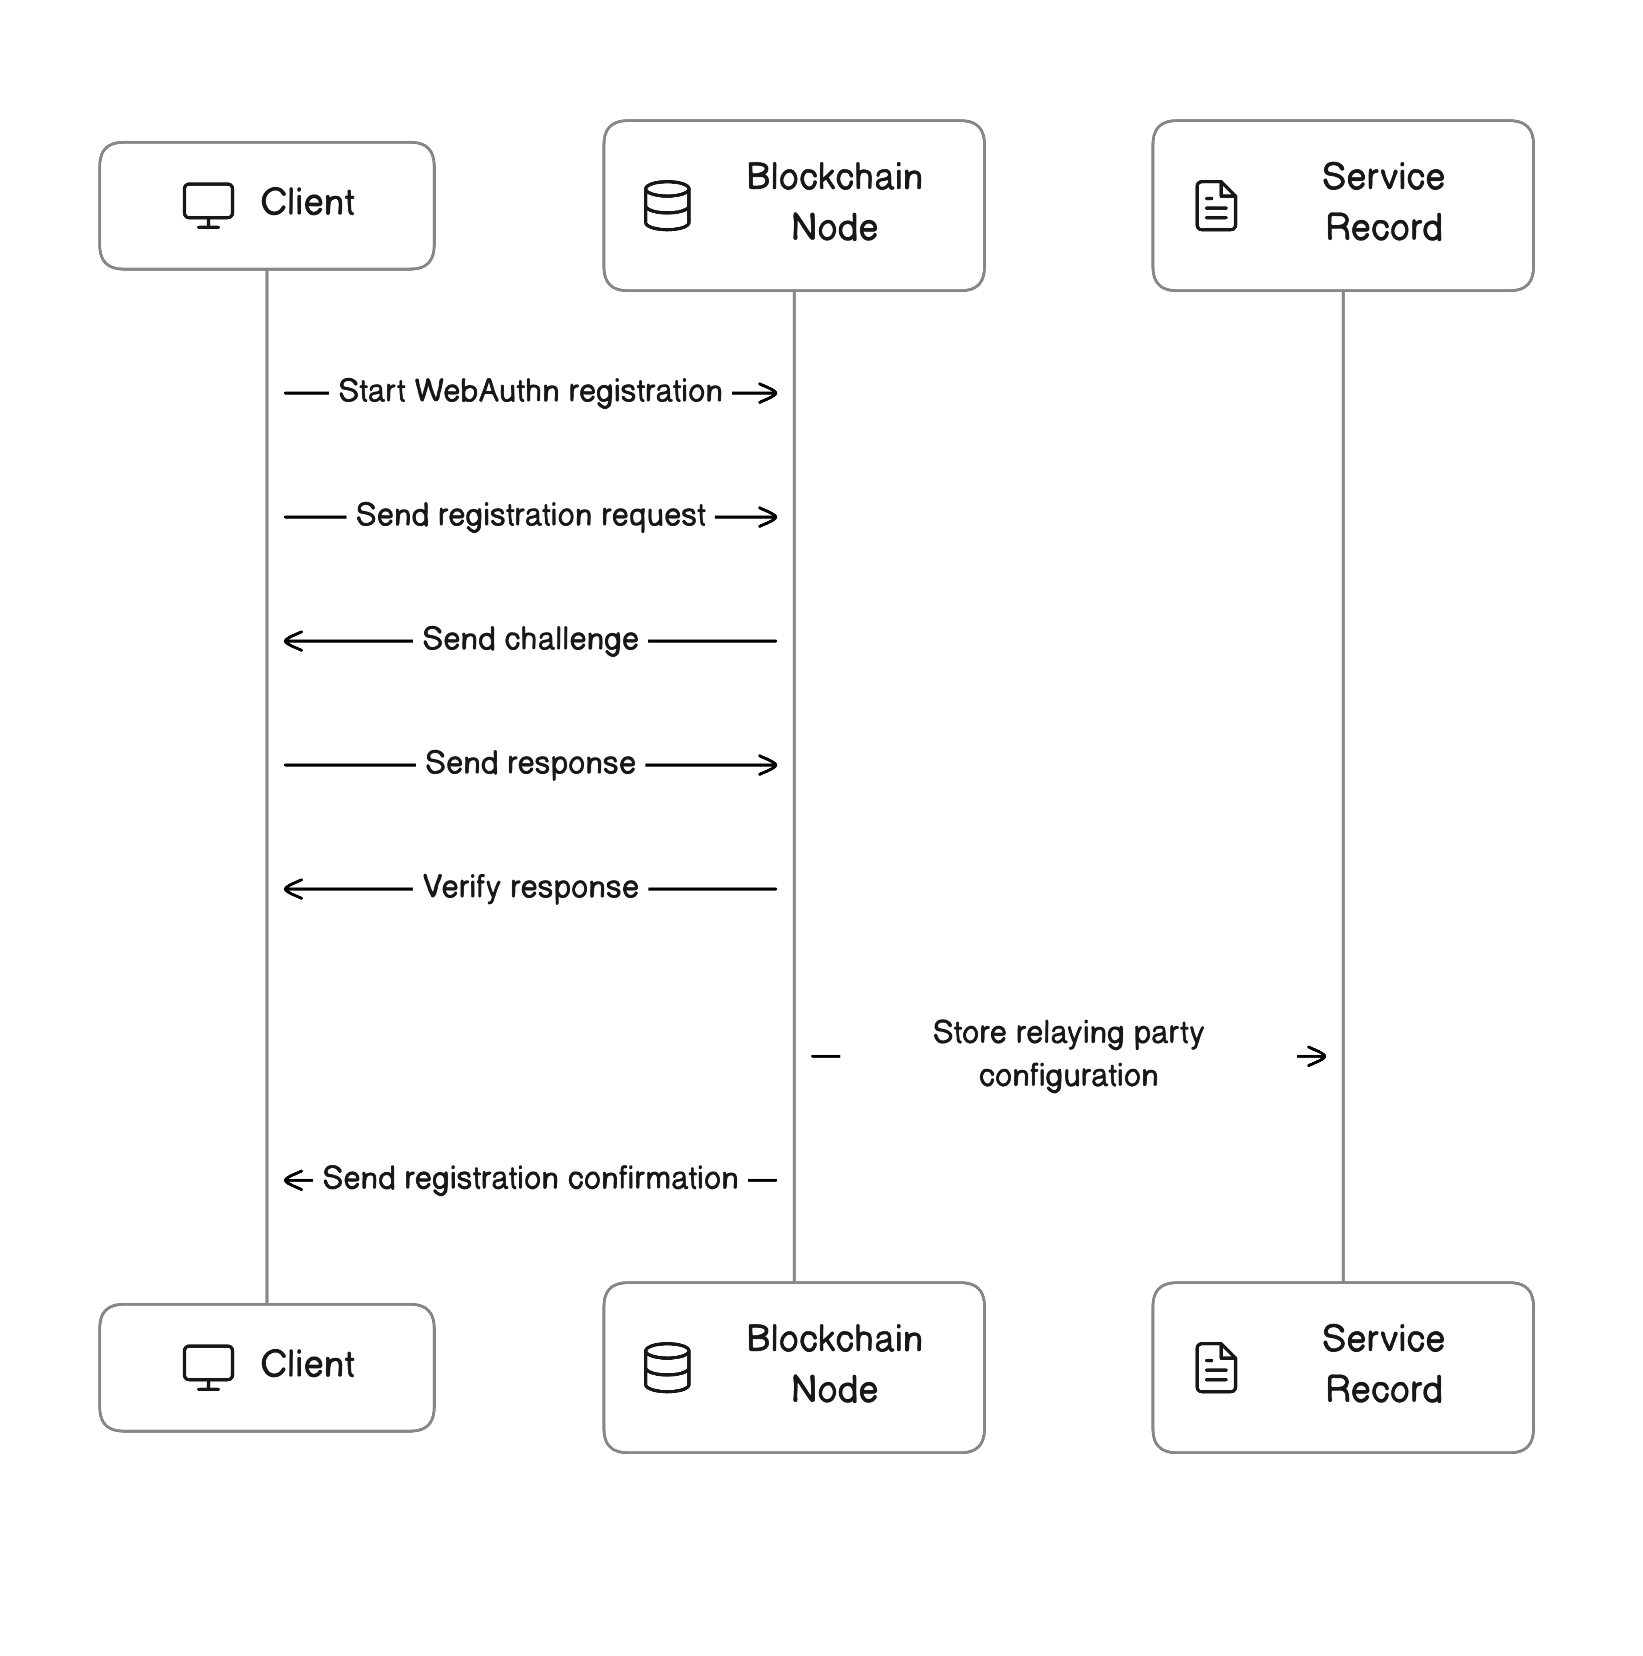 Client
Blockchain
Node
Service
Record
Start WebAuthn registration
Send registration request
Send challenge
Send response
Verify response
Store relaying party
configuration
Send registration confirmation
Client
Blockchain
Node
Service
Record